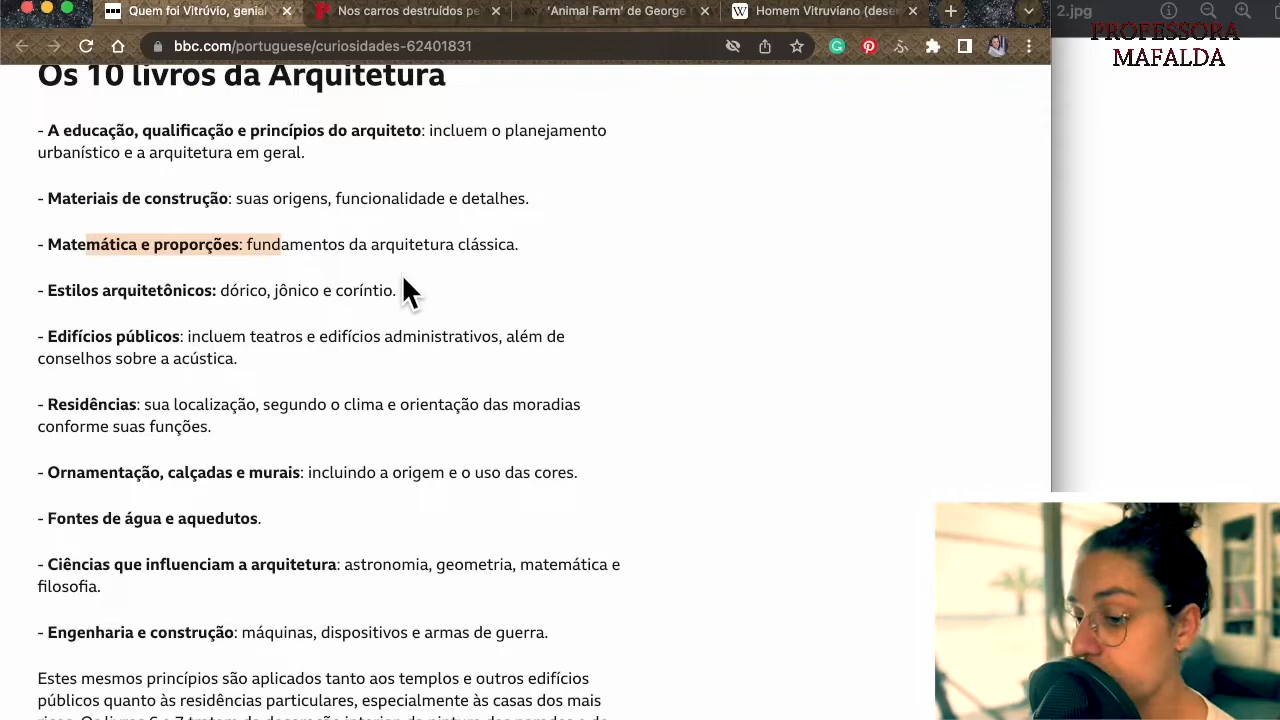 Quem foi Vitrúvio, genial
Nos carros destruídos pe
'Animal Farm' de George
Homem Vitruviano (dese
2.jpg
bbc.com/portuguese/curiosidades-62401831
PROFESSORA
MAFALDA
Os 10 livros da Arquitetura
- A educação, qualificação e princípios do arquiteto: incluem o planejamento
urbanístico e a arquitetura em geral.
- Materiais de construção: suas origens, funcionalidade e detalhes.
- Matemática e proporções: fundamentos da arquitetura clássica.
- Estilos arquitetônicos: dórico, jônico e coríntio.
- Edifícios públicos: incluem teatros e edifícios administrativos, além de
conselhos sobre a acústica.
- Residências: sua localização, segundo o clima e orientação das moradias
conforme suas funções.
- Ornamentação, calçadas e murais: incluindo a origem e o uso das cores.
- Fontes de água e aquedutos.
- Ciências que influenciam a arquitetura: astronomia, geometria, matemática e
filosofia.
- Engenharia e construção: máquinas, dispositivos e armas de guerra.
Estes mesmos princípios são aplicados tanto aos templos e outros edifícios
públicos quanto às residências particulares, especialmente às casas dos mais